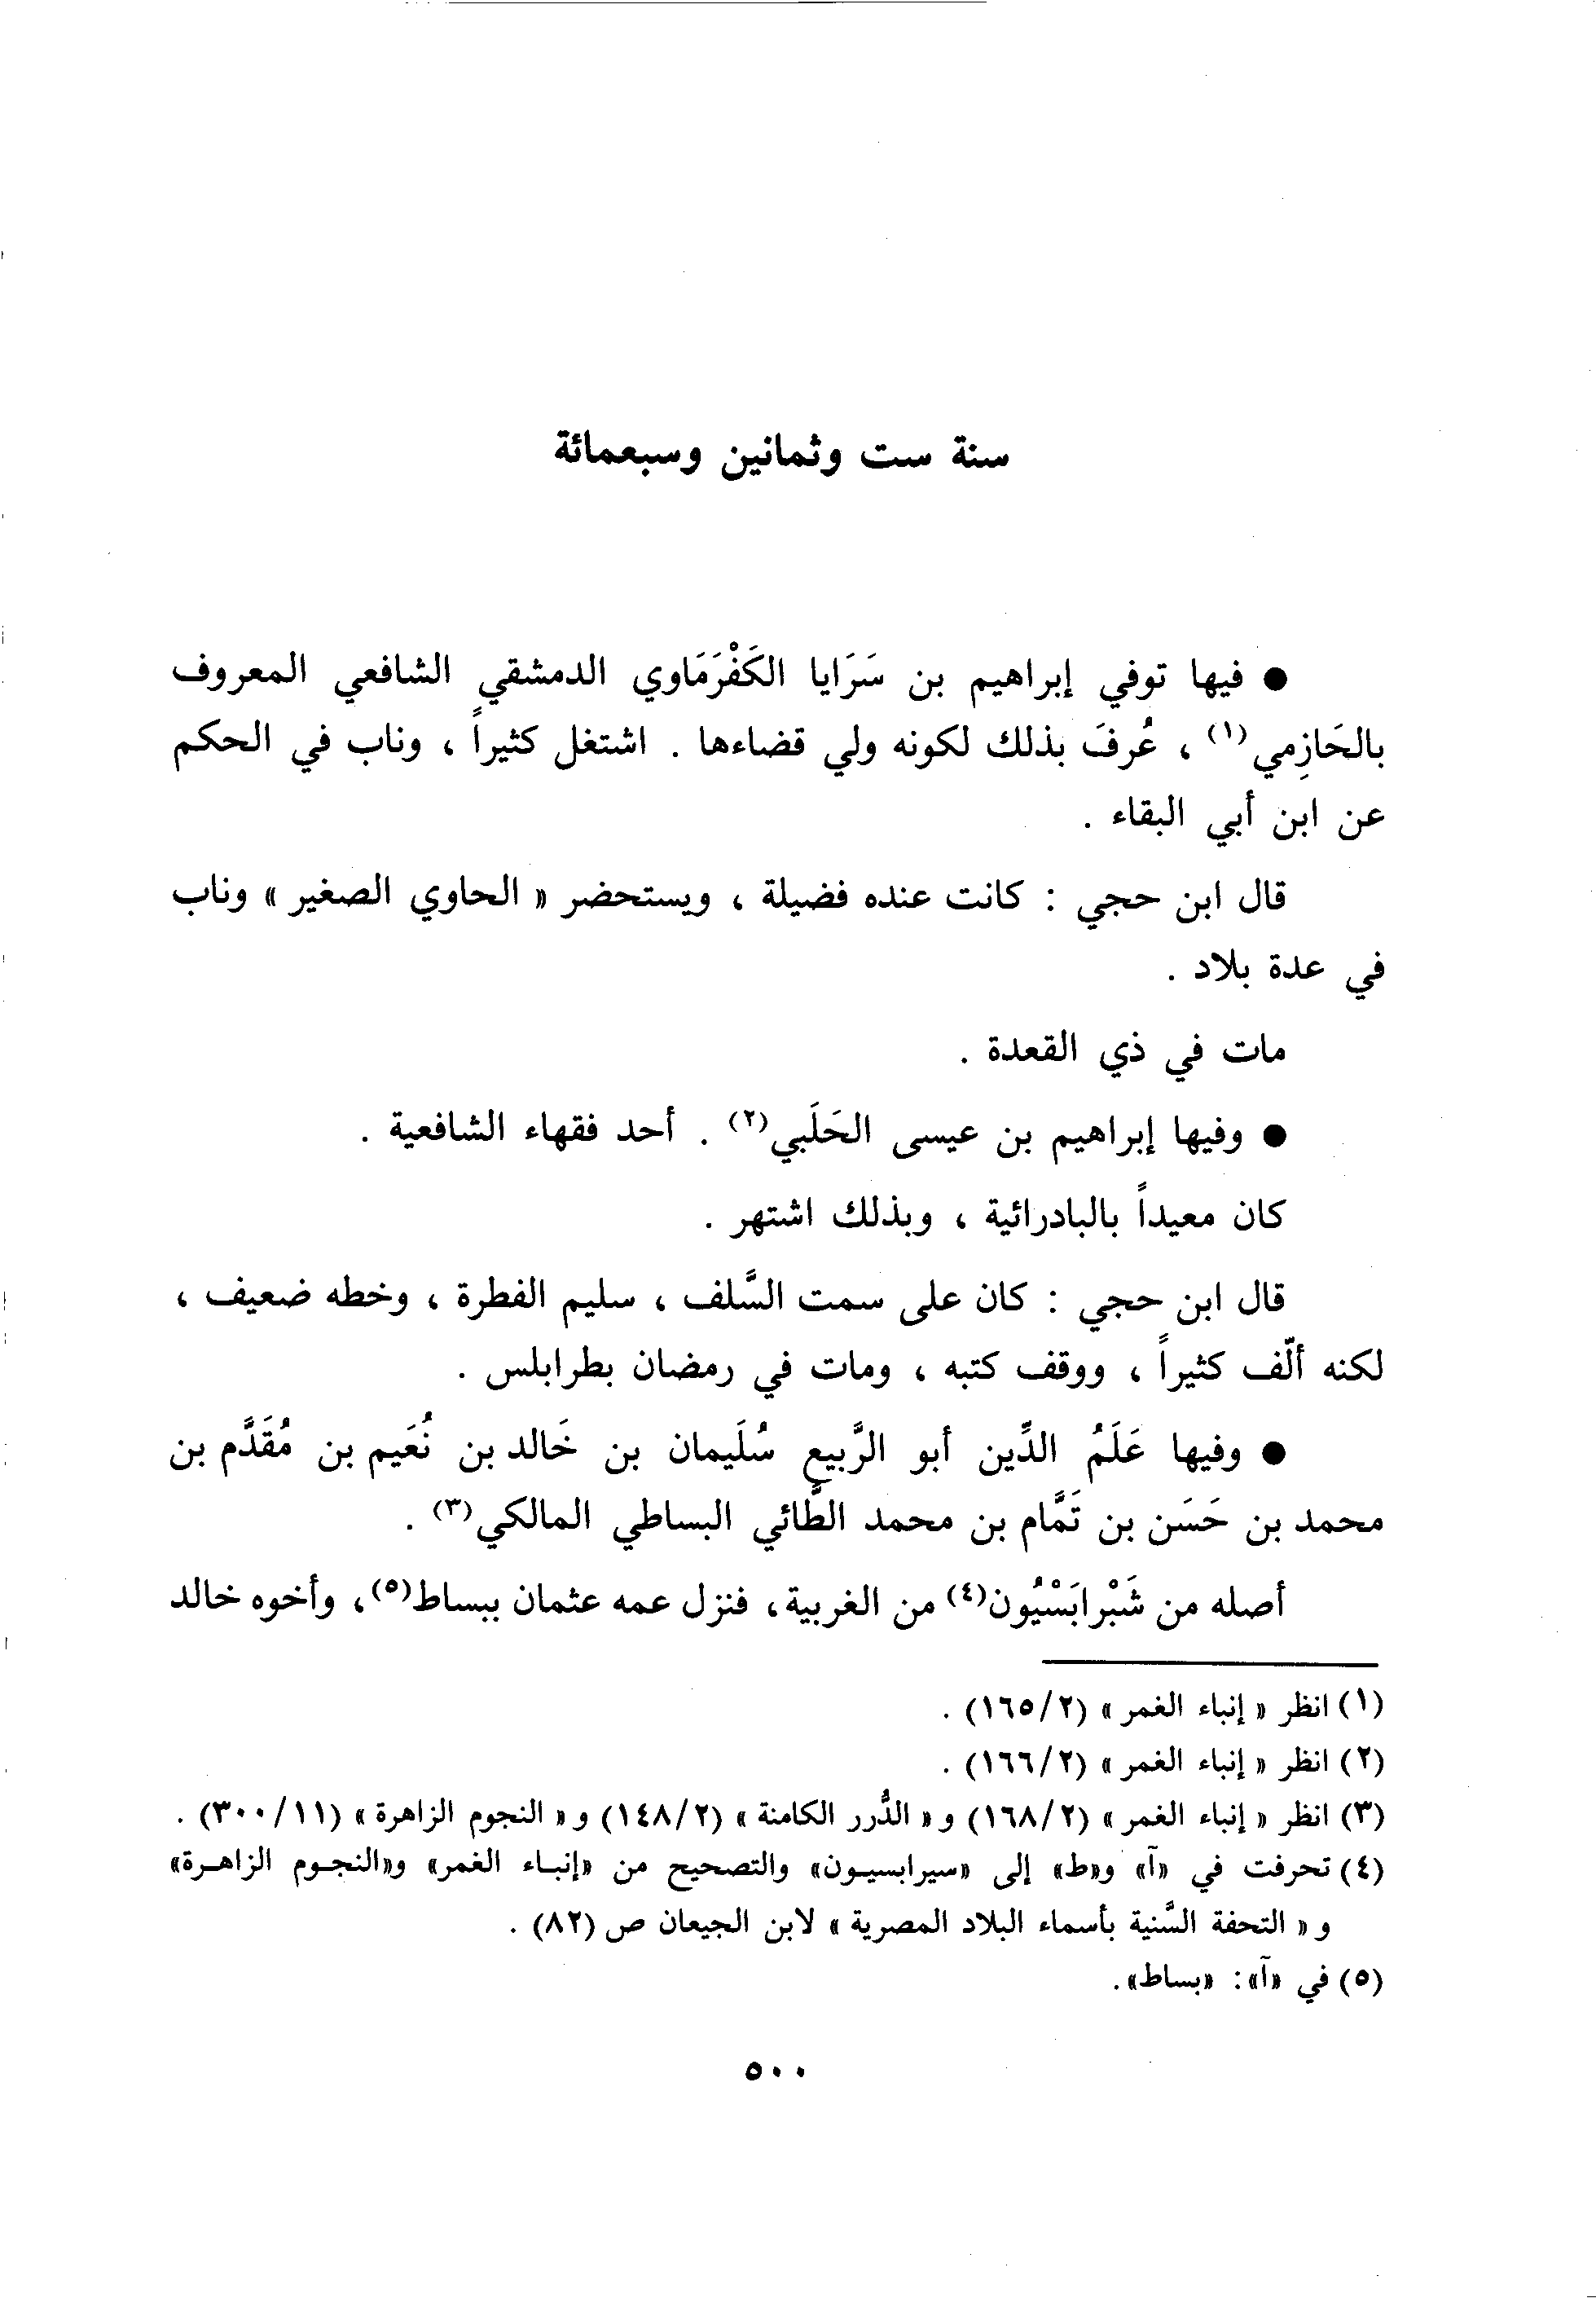 سنة ست وثمانين وسبعمائة
● فيها توفي إبراهيم بن سَرَايا الكَفْرَمَاوي الدمشقي الشافعي المعروف
بالحَازِمي(١) ، عُرفَ بذلك لكونه ولي قضاءها . اشتغل كثيراً ، وناب في الحكم
عن ابن أبي البقاء .
قال ابن حجي : كانت عنده فضيلة ، ويستحضر « الحاوي الصغير » وناب
في عدة بلاد .
مات في ذي القعدة .
● وفيها إبراهيم بن عيسى الحَلَبي(٢) . أحد فقهاء الشافعية .
كان معيداً بالبادرائية ، وبذلك اشتهر .
قال ابن حجي : كان على سمت السَّلف ، سليم الفطرة ، وخطه ضعيف ،
لكنه ألّف كثيراً ، ووقف كتبه ، ومات في رمضان بطرابلس .
● وفيها عَلَمُ الدِّين أبو الرَّبيع سُلَيمان بن خَالد بن نُعَيم بن مُقَدَّم بن
محمد بن حَسَن بن تَمَّام بن محمد الطَّائي البساطي المالكي(٣) .
أصله من شَبْرابَسْيُون(٤) من الغربية، فنزل عمه عثمان ببساط(٥)، وأخوه خالد
(١) انظر « إنباء الغمر » (١٦٥/٢) .
(٢) انظر « إنباء الغمر » (١٦٦/٢) .
(٣) انظر « إنباء الغمر » (١٦٨/٢) و « الدُّرر الكامنة » (١٤٨/٢) و « النجوم الزاهرة » (٣٠٠/١١) .
(٤) تحرفت في «آ» و«ط» إلى «سيرابسيـون» والتصحيح من «إنبـاء الغمر» و«النجـوم الزاهـرة»
و « التحفة السَّنية بأسماء البلاد المصرية » لابن الجيعان ص (٨٢) .
(٥) في «آ»: «بساط».
٥٠٠